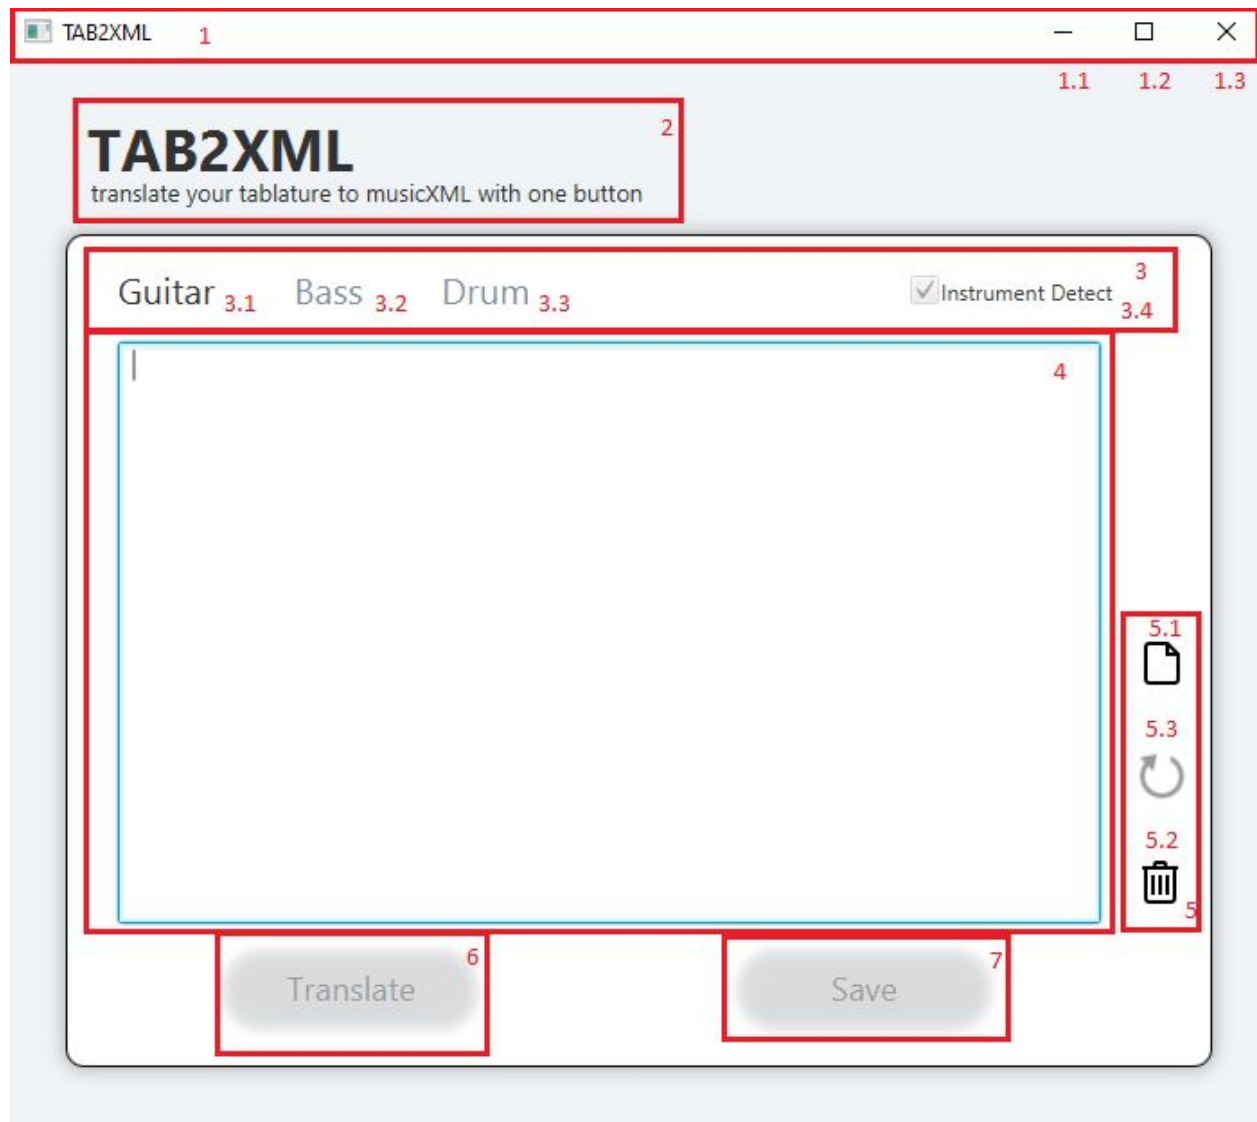 TAB2XML 1
1.1 1.2 1.3
2
TAB2XML
translate your tablature to musicXML with one button
3
Guitar 3.1 Bass 3.2 Drum 3.3 Instrument Detect
3.4
4
5.1
5.3
5.2
5
6 7
Translate Save